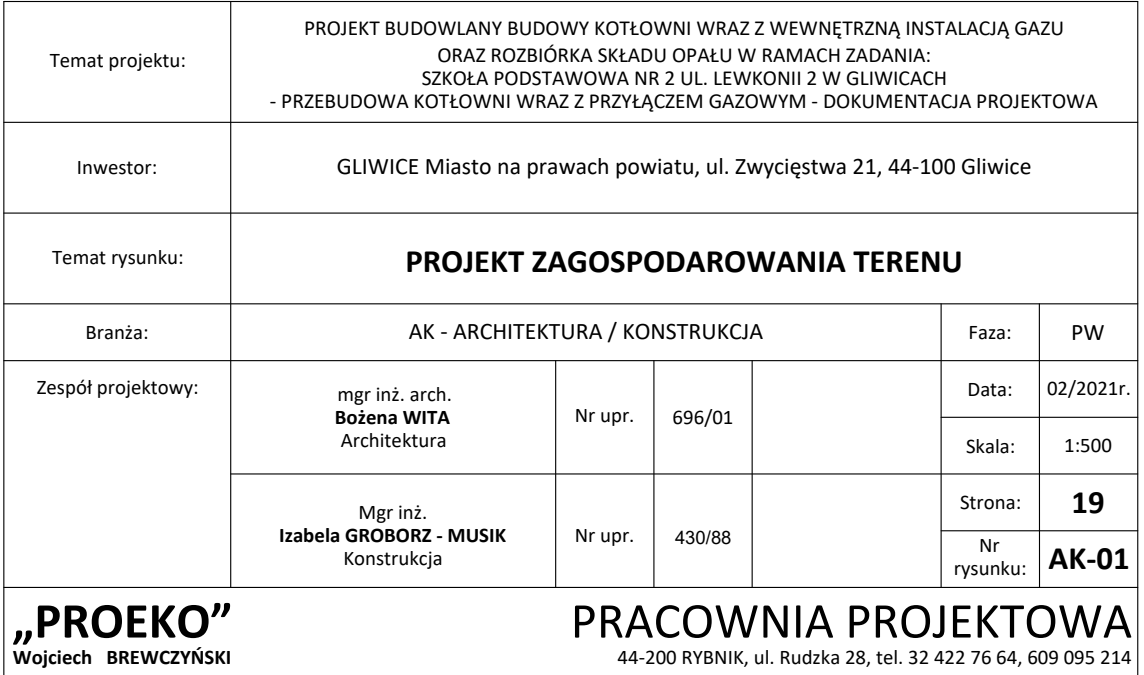 Temat projektu:
PROJEKT BUDOWLANY BUDOWY KOTŁOWNI WRAZ Z WEWNĘTRZNĄ INSTALACJĄ GAZU
ORAZ ROZBIÓRKA SKŁADU OPAŁU W RAMACH ZADANIA:
SZKOŁA PODSTAWOWA NR 2 UL. LEWKONII 2 W GLIWICACH
- PRZEBUDOWA KOTŁOWNI WRAZ Z PRZYŁĄCZEM GAZOWYM - DOKUMENTACJA PROJEKTOWA
Inwestor:
GLIWICE Miasto na prawach powiatu, ul. Zwycięstwa 21, 44-100 Gliwice
Temat rysunku:
PROJEKT ZAGOSPODAROWANIA TERENU
Branża:
AK - ARCHITEKTURA / KONSTRUKCJA
Faza:
PW
Zespół projektowy:
mgr inż. arch.
Bożena WITA
Architektura
Nr upr.
696/01
Data:
02/2021r.
Skala:
1:500
Mgr inż.
Izabela GROBORZ - MUSIK
Konstrukcja
Nr upr.
430/88
Strona:
19
Nr
rysunku:
AK-01
„PROEKO”
Wojciech BREWCZYŃSKI
PRACOWNIA PROJEKTOWA
44-200 RYBNIK, ul. Rudzka 28, tel. 32 422 76 64, 609 095 214